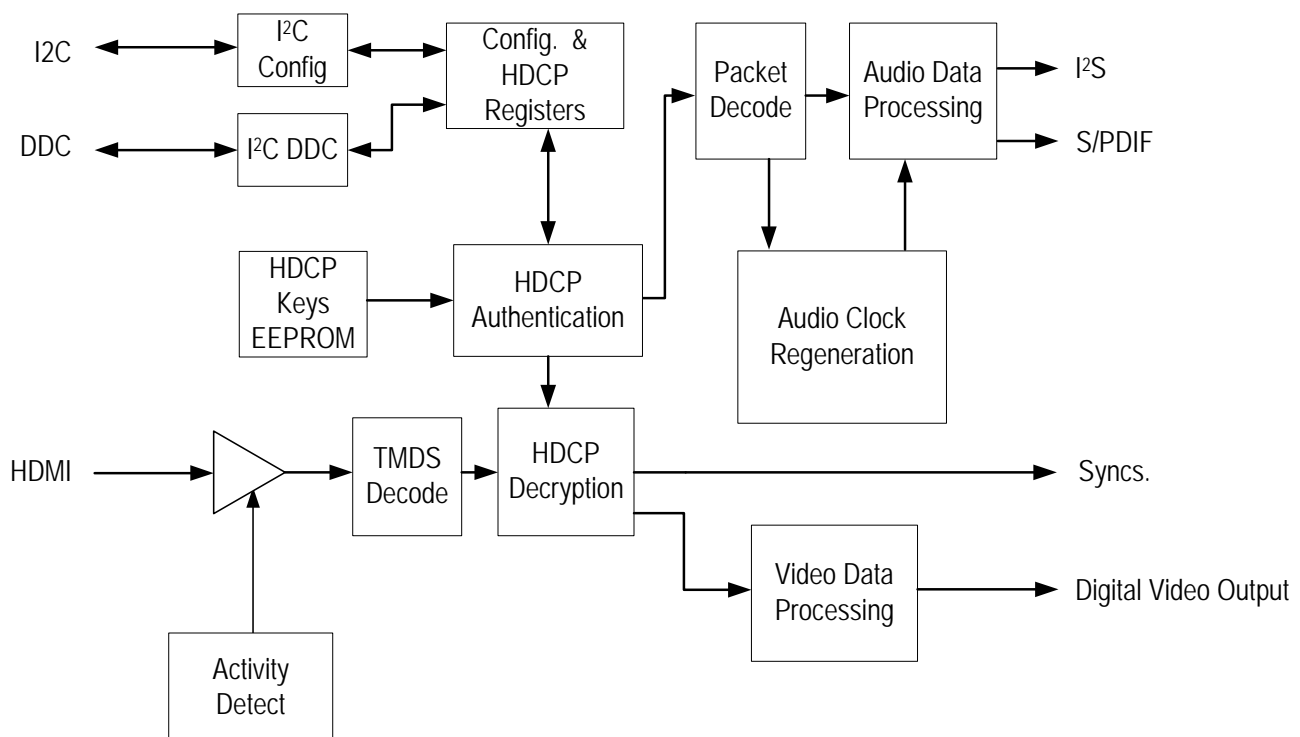 I2C
I²C
Config
Config. &
HDCP
Registers
Packet
Decode
Audio Data
Processing
I²S
DDC
I²C DDC
S/PDIF
HDCP
Keys
EEPROM
HDCP
Authentication
Audio Clock
Regeneration
HDMI
TMDS
Decode
HDCP
Decryption
Syncs.
Video Data
Processing
Digital Video Output
Activity
Detect